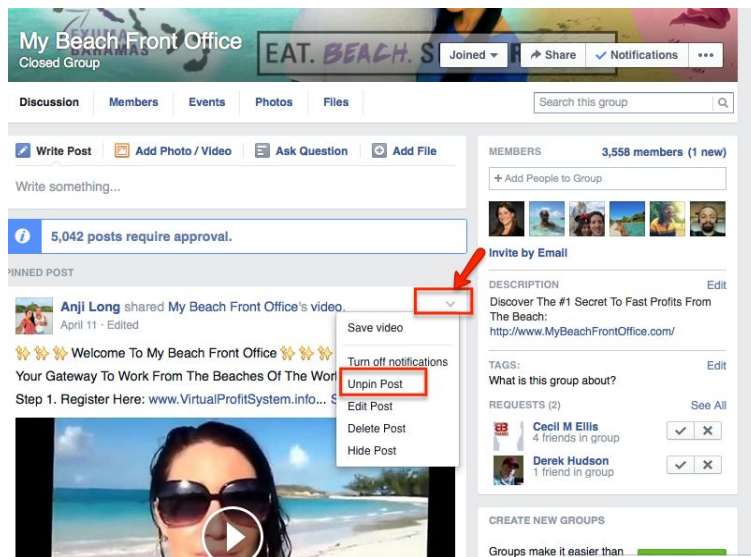 EXUMA
BAHAMAS
My Beach Front Office
Closed Group
EAT. BEACH. S
Joined
Share
Notifications
Discussion
Members
Events
Photos
Files
Search this group
Write Post
Add Photo / Video
Ask Question
Add File
Write something...
5,042 posts require approval.
PINNED POST
Anji Long shared My Beach Front Office's video.
April 11 · Edited
Welcome To My Beach Front Office
Your Gateway To Work From The Beaches Of The Worl
Step 1. Register Here: www.VirtualProfitSystem.info... S
Save video
Turn off notifications
Unpin Post
Edit Post
Delete Post
Hide Post
MEMBERS
3,558 members (1 new)
+ Add People to Group
Invite by Email
DESCRIPTION
Edit
Discover The #1 Secret To Fast Profits From
The Beach:
http://www.MyBeachFrontOffice.com/
TAGS:
Edit
What is this group about?
REQUESTS (2)
See All
Cecil M Ellis
4 friends in group
Derek Hudson
1 friend in group
CREATE NEW GROUPS
Groups make it easier than